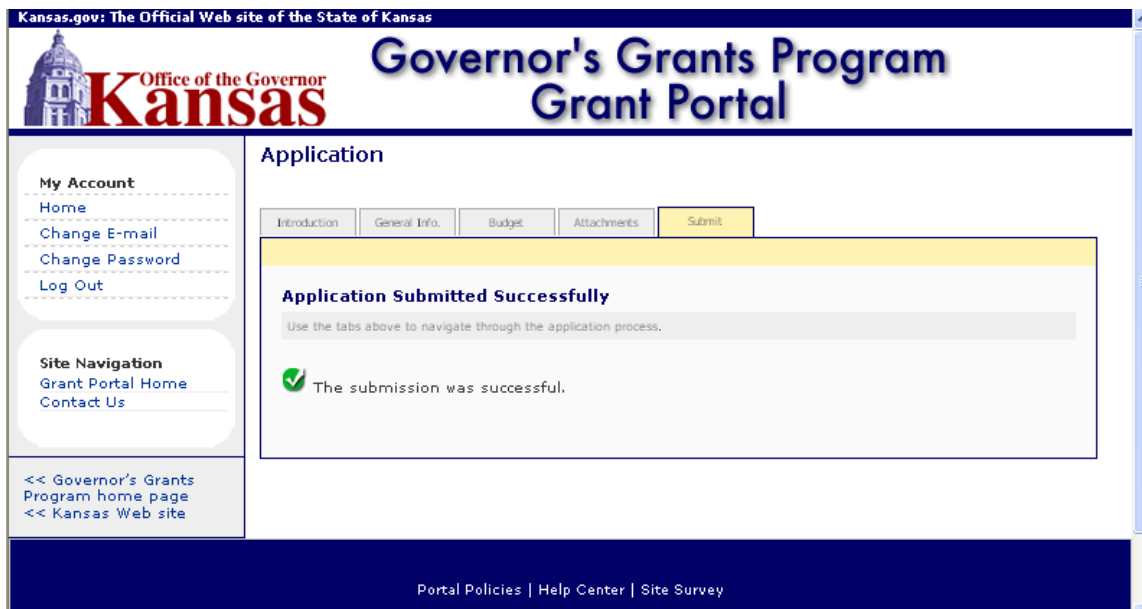 Kansas.gov: The Official Web site of the State of Kansas
Office of the Governor
Kansas
Governor's Grants Program
Grant Portal
My Account
Home
Change E-mail
Change Password
Log Out
Site Navigation
Grant Portal Home
Contact Us
<< Governor's Grants
Program home page
<< Kansas Web site
Application
Introduction General Info. Budget Attachments Submit
Application Submitted Successfully
Use the tabs above to navigate through the application process.
The submission was successful.
Portal Policies | Help Center | Site Survey